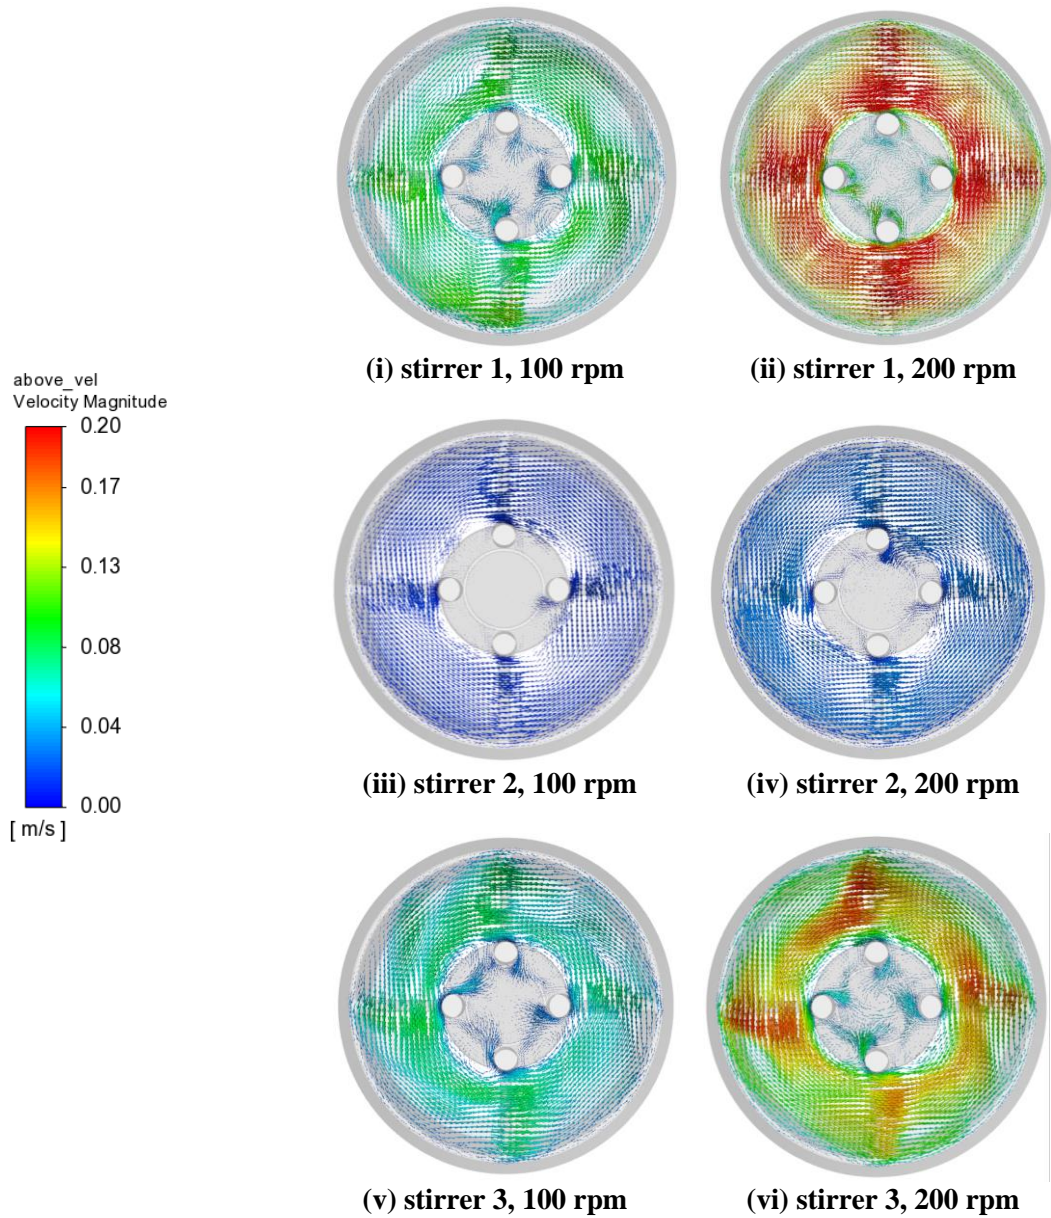 (i) stirrer 1, 100 rpm
(ii) stirrer 1, 200 rpm
above_vel
Velocity Magnitude
0.20
0.17
0.13
0.08
0.04
0.00
[ m/s ]
(iii) stirrer 2, 100 rpm
(iv) stirrer 2, 200 rpm
(v) stirrer 3, 100 rpm
(vi) stirrer 3, 200 rpm